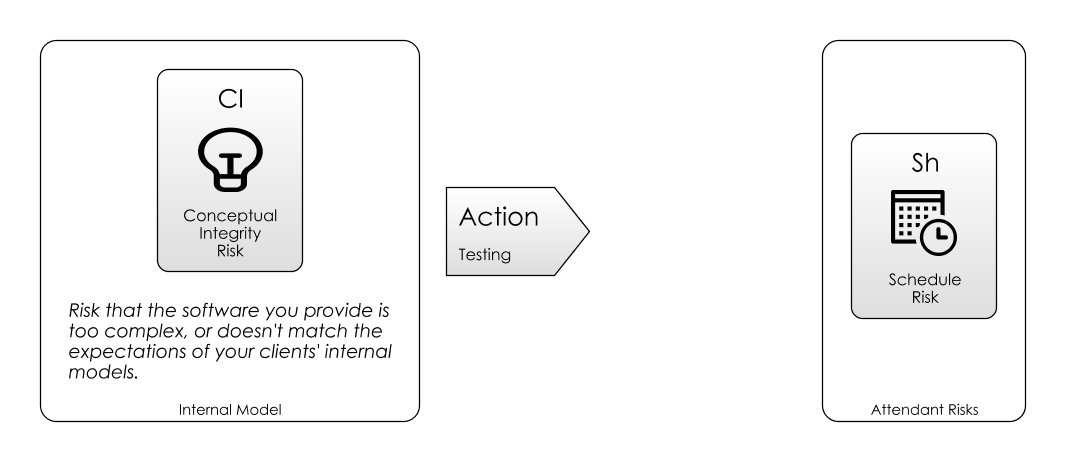 CI
Conceptual
Integrity
Risk
Risk that the software you provide is
too complex, or doesn't match the
expectations of your clients' internal
models.
Internal Model
Action
Testing
Sh
Schedule
Risk
Attendant Risks